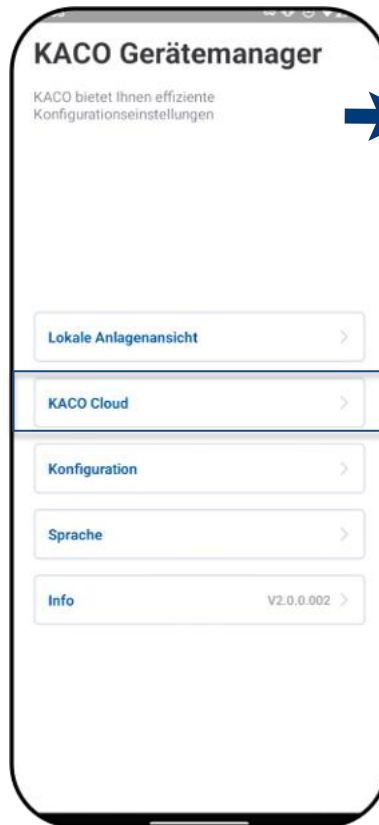 KACO Gerätemanager
KACO bietet Ihnen effiziente
Konfigurationseinstellungen
Lokale Anlagenansicht
KACO Cloud
Konfiguration
Sprache
Info V2.0.0.002